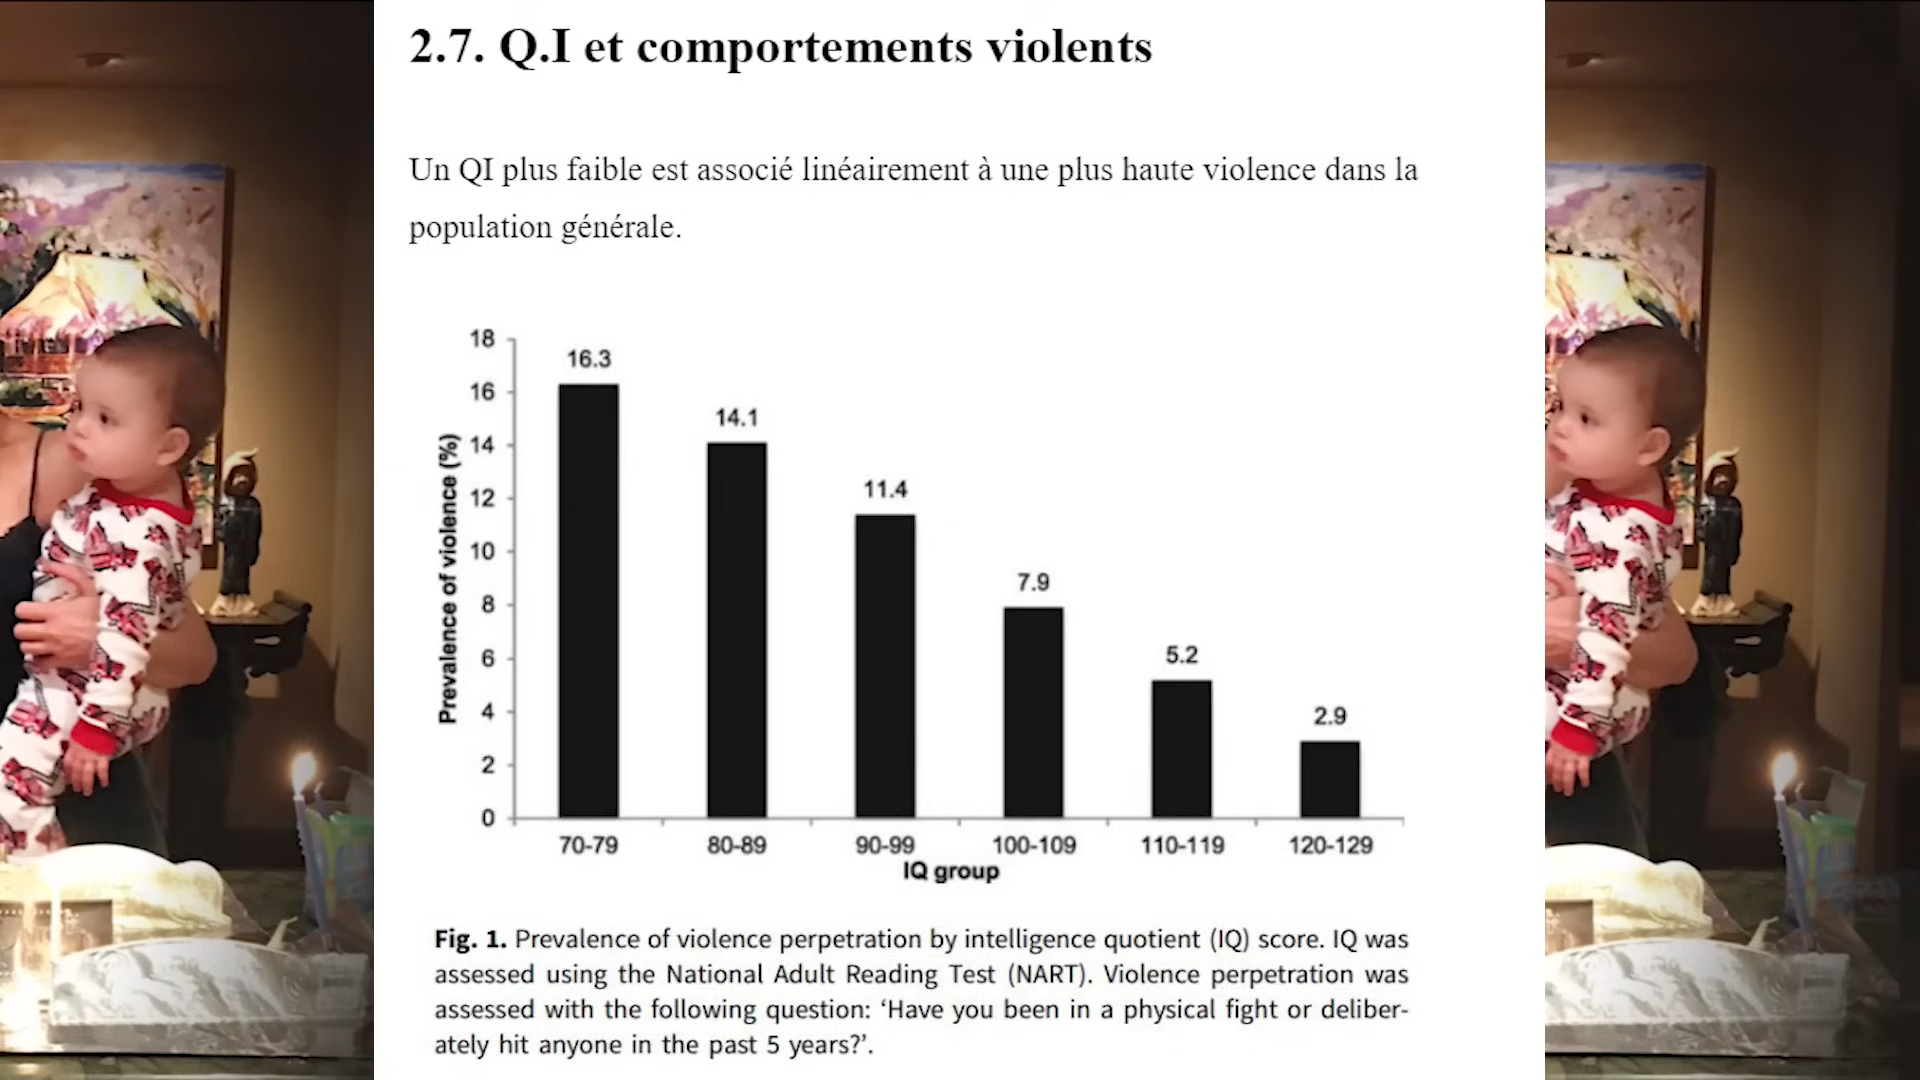 2.7. Q.I et comportements violents
Un QI plus faible est associé linéairement à une plus haute violence dans la
population générale.
18
16
14
12
10
8
6
4
2
0
Prevalence of violence (%)
16.3
14.1
11.4
7.9
5.2
2.9
70-79 80-89 90-99 100-109 110-119 120-129
IQ group
Fig. 1. Prevalence of violence perpetration by intelligence quotient (IQ) score. IQ was
assessed using the National Adult Reading Test (NART). Violence perpetration was
assessed with the following question: ‘Have you been in a physical fight or deliber-
ately hit anyone in the past 5 years?’.